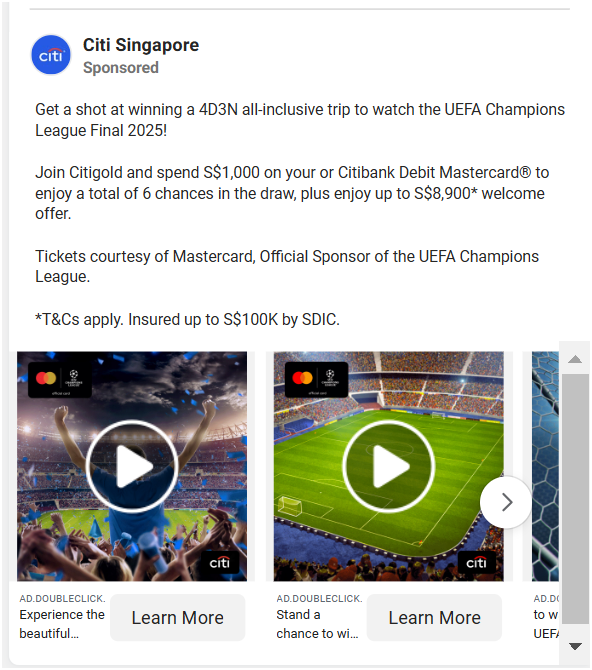 Citi Singapore
Sponsored
Get a shot at winning a 4D3N all-inclusive trip to watch the UEFA Champions
League Final 2025!
Join Citigold and spend S$1,000 on your or Citibank Debit Mastercard® to
enjoy a total of 6 chances in the draw, plus enjoy up to S$8,900* welcome
offer.
Tickets courtesy of Mastercard, Official Sponsor of the UEFA Champions
League.
*T&Cs apply. Insured up to S$100K by SDIC.
citi
citi
citi
AD.DOUBLECLICK.
Experience the
beautiful...
Learn More
AD.DOUBLECLICK.
Stand a
chance to wi...
Learn More
AD.DO
to w
UEFA